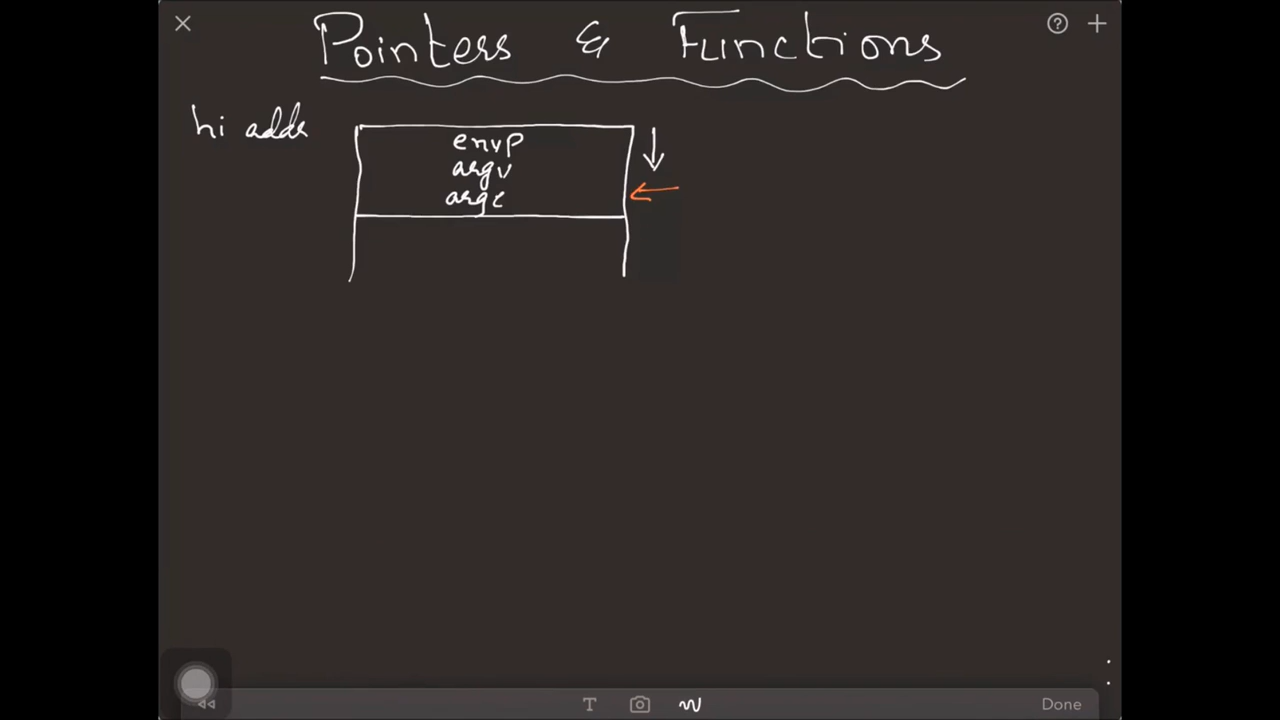 Pointers & Functions
hi addr
envp
argv
argc
T
Done